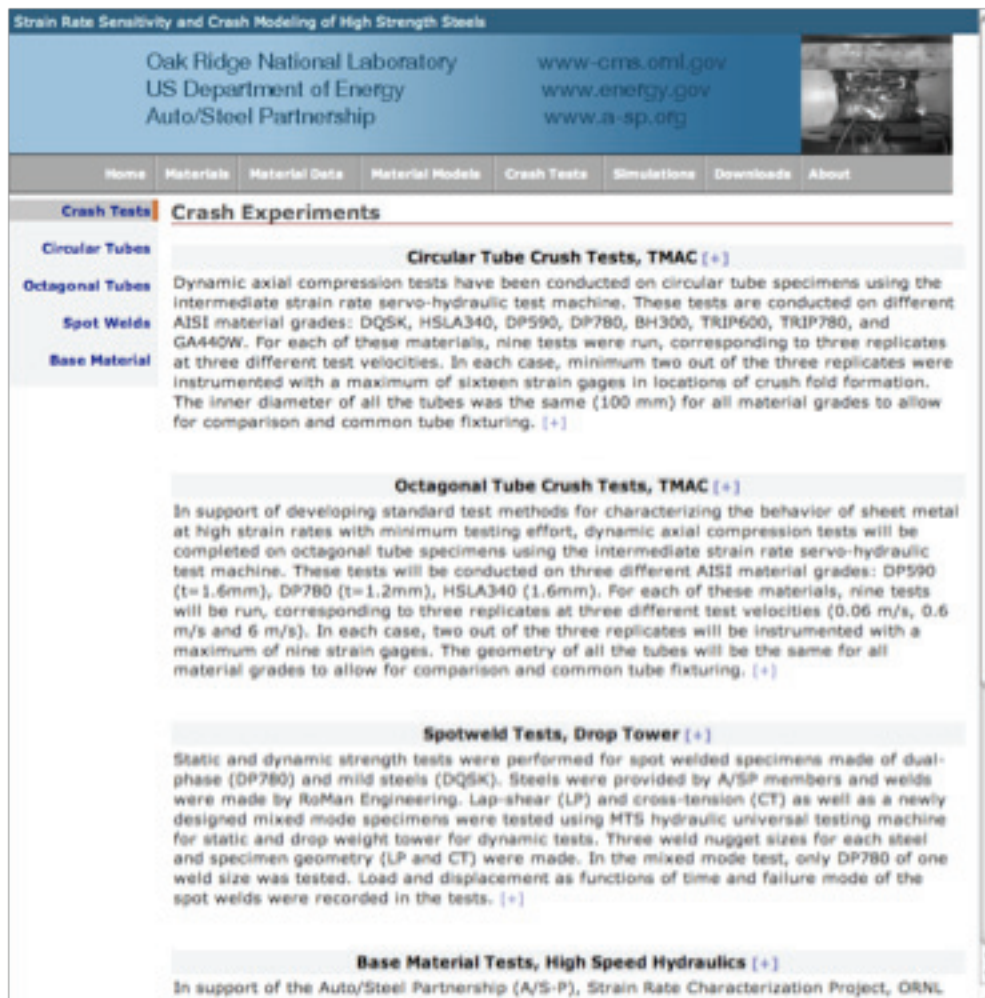 Strain Rate Sensitivity and Crash Modeling of High Strength Steels
Oak Ridge National Laboratory www-cms.ornl.gov
US Department of Energy www.energy.gov
Auto/Steel Partnership www.a-sp.org
Home Materials Material Data Material Models Crash Tests Simulations Downloads About
Crash Tests
Circular Tubes
Octagonal Tubes
Spot Welds
Base Material
Crash Experiments
Circular Tube Crush Tests, TMAC [+]
Dynamic axial compression tests have been conducted on circular tube specimens using the
intermediate strain rate servo-hydraulic test machine. These tests are conducted on different
AISI material grades: DQSK, HSLA340, DP590, DP780, BH300, TRIP600, TRIP780, and
GA440W. For each of these materials, nine tests were run, corresponding to three replicates
at three different test velocities. In each case, minimum two out of the three replicates were
instrumented with a maximum of sixteen strain gages in locations of crush fold formation.
The inner diameter of all the tubes was the same (100 mm) for all material grades to allow
for comparison and common tube fixturing. [+]
Octagonal Tube Crush Tests, TMAC [+]
In support of developing standard test methods for characterizing the behavior of sheet metal
at high strain rates with minimum testing effort, dynamic axial compression tests will be
completed on octagonal tube specimens using the intermediate strain rate servo-hydraulic
test machine. These tests will be conducted on three different AISI material grades: DP590
(t=1.6mm), DP780 (t=1.2mm), HSLA340 (1.6mm). For each of these materials, nine tests
will be run, corresponding to three replicates at three different test velocities (0.06 m/s, 0.6
m/s and 6 m/s). In each case, two out of the three replicates will be instrumented with a
maximum of nine strain gages. The geometry of all the tubes will be the same for all
material grades to allow for comparison and common tube fixturing. [+]
Spotweld Tests, Drop Tower [+]
Static and dynamic strength tests were performed for spot welded specimens made of dual-
phase (DP780) and mild steels (DQSK). Steels were provided by A/SP members and welds
were made by RoMan Engineering. Lap-shear (LP) and cross-tension (CT) as well as a newly
designed mixed mode specimens were tested using MTS hydraulic universal testing machine
for static and drop weight tower for dynamic tests. Three weld nugget sizes for each steel
and specimen geometry (LP and CT) were made. In the mixed mode test, only DP780 of one
weld size was tested. Load and displacement as functions of time and failure mode of the
spot welds were recorded in the tests. [+]
Base Material Tests, High Speed Hydraulics [+]
In support of the Auto/Steel Partnership (A/S-P), Strain Rate Characterization Project, ORNL